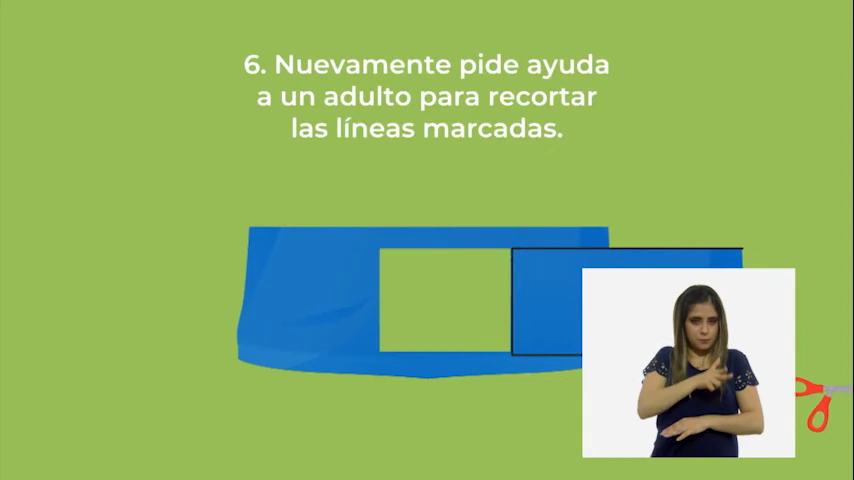 6. Nuevamente pide ayuda
a un adulto para recortar
las líneas marcadas.